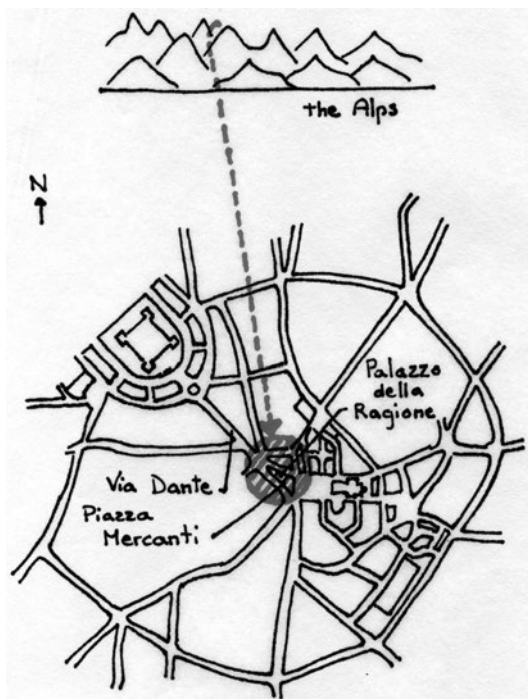 the Alps
N
Palazzo
della
Ragione
Via Dante
Piazza
Mercanti